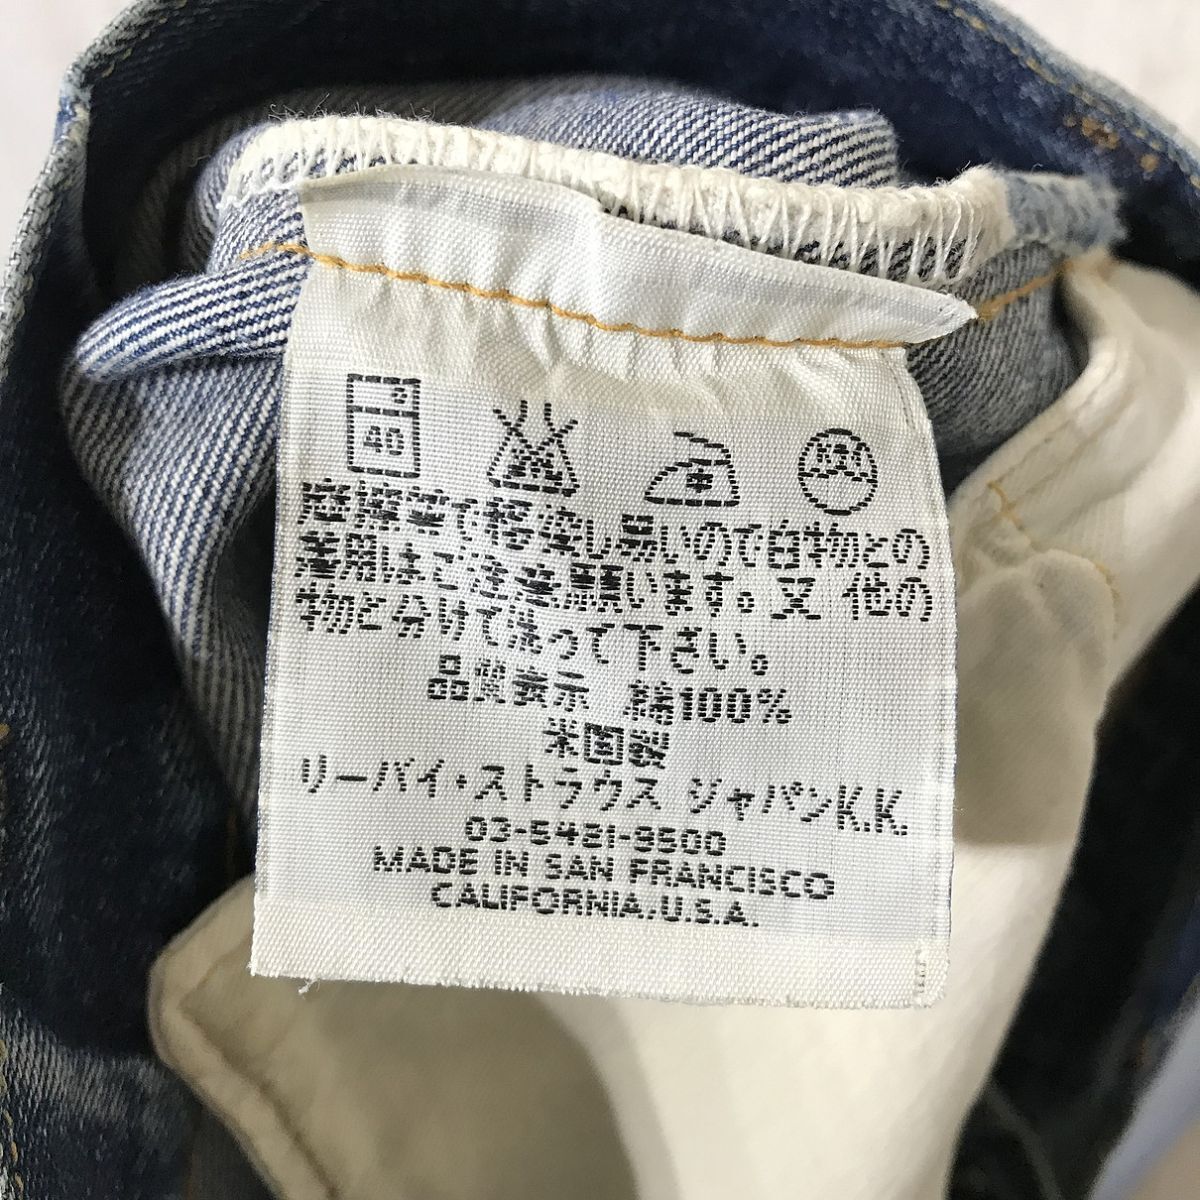 40
中
摩擦等で移染し易いので白物との
着用はご注意願います。又 他の
物と分けて洗って下さい。
品質表示 綿100%
米国製
リーバイ・ストラウス ジャパンK.K.
03-5421-9500
MADE IN SAN FRANCISCO
CALIFORNIA.U.S.A.